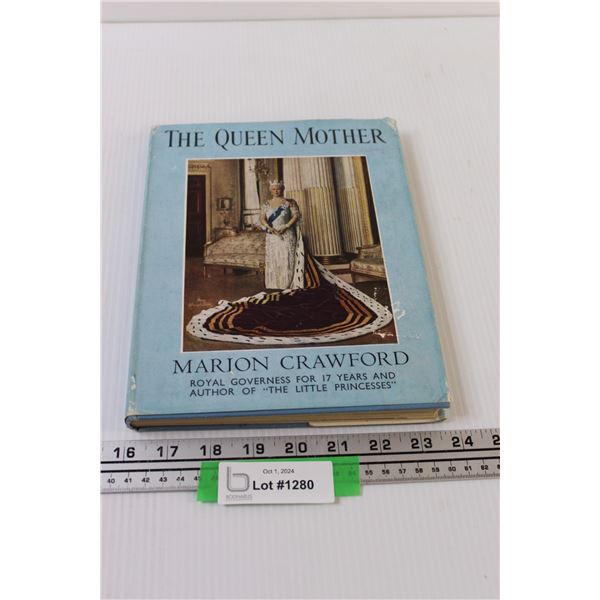 THE QUEEN MOTHER
MARION CRAWFORD
ROYAL GOVERNESS FOR 17 YEARS AND
AUTHOR OF "THE LITTLE PRINCESSES"
16 17 18 19 20 21 22 23 24
Oct 1, 2024
Lot #1280
BODNARUS